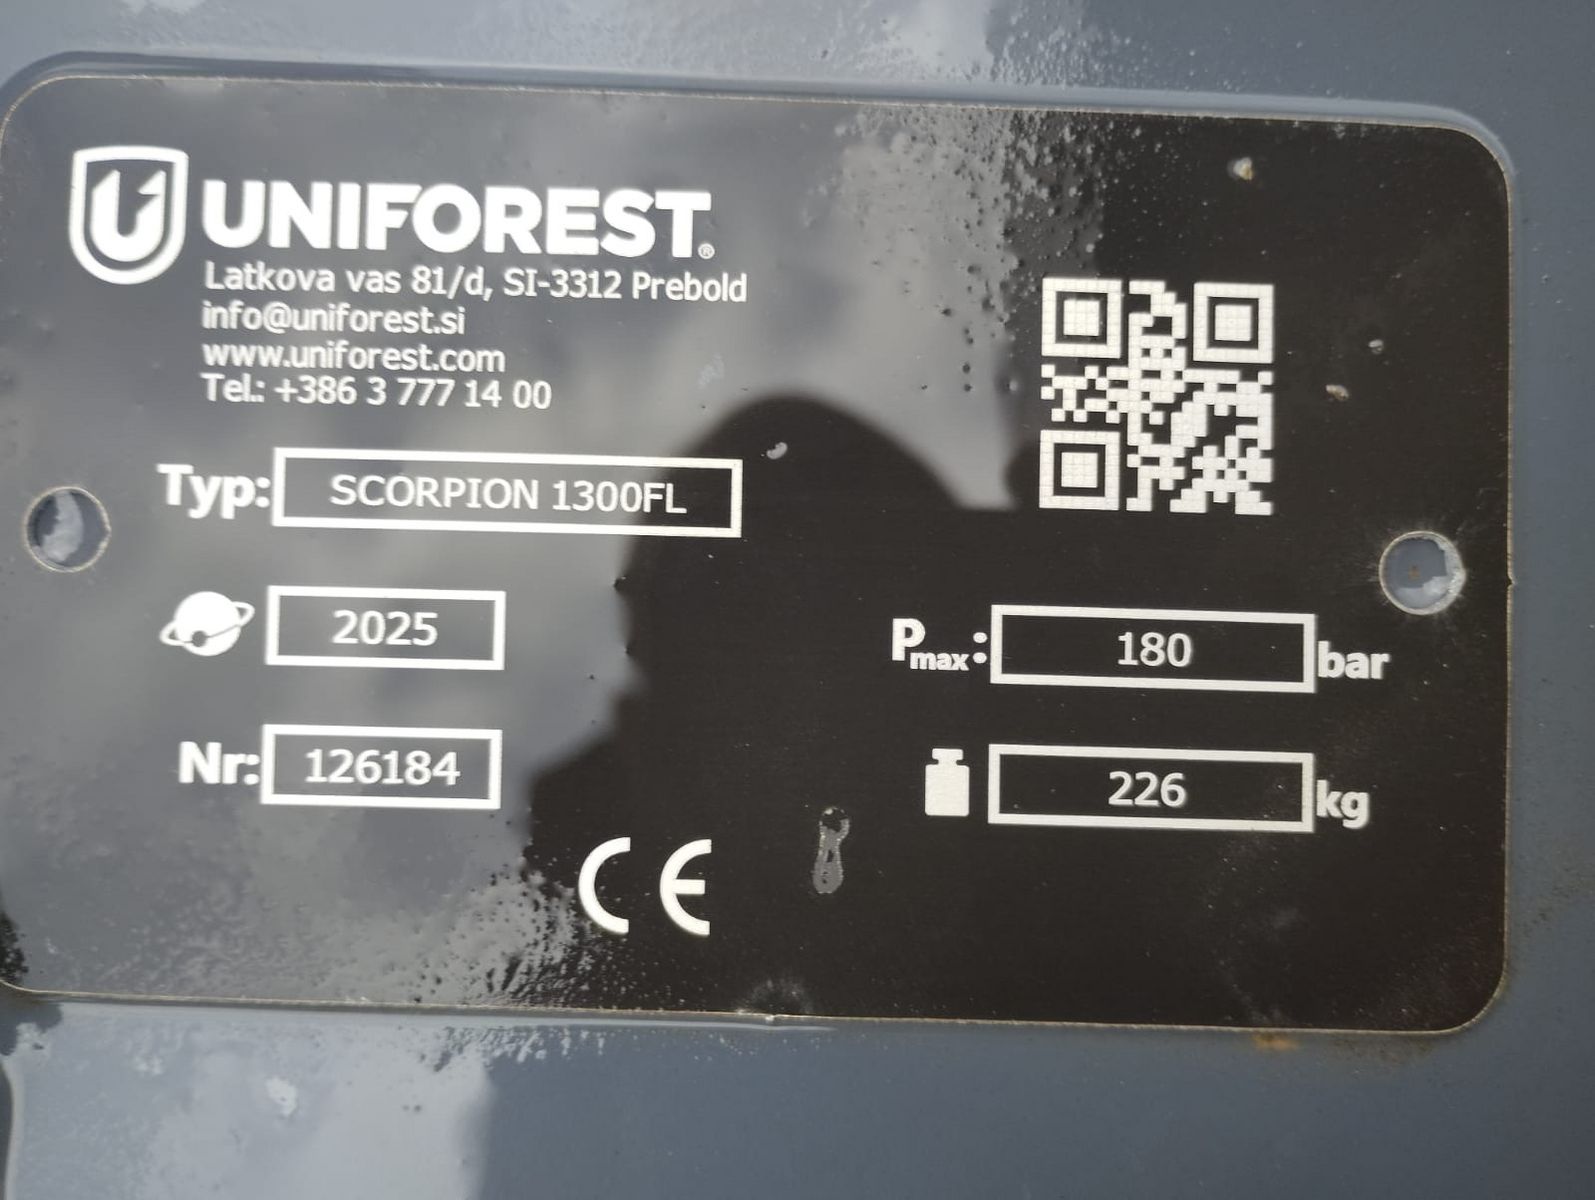 UNIFOREST®
Latkova vas 81/d, SI-3312 Prebold
info@uniforest.si
www.uniforest.com
Tel.: +386 3 777 14 00
Typ: SCORPION 1300FL
2025
Pmax: 180 bar
Nr: 126184
226 kg
CE